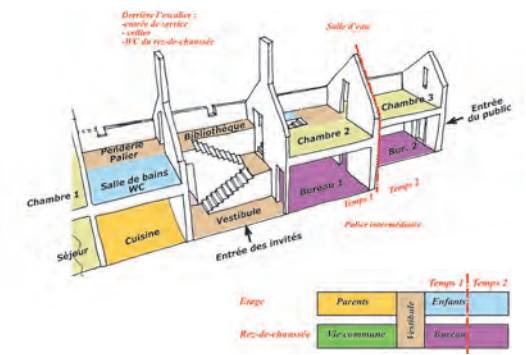 Derrière l'escalier :
-entrée de service
- cellier
-WC du rez-de-chaussée
Salle d'eau
Chambre 3
Entrée
du public
Bibliothèque
Chambre 2
Bur. 2
Penderie
Palier
Chambre 1
Salle de bains
WC
Bureau 1
Temps 1
Temps 2
Vestibule
Palier intermédiaire
Séjour
Cuisine
Entrée des invités
Temps 1
Temps 2
Etage
Parents
Vestibule
Enfants
Rez-de-chaussée
Vie commune
Bureau